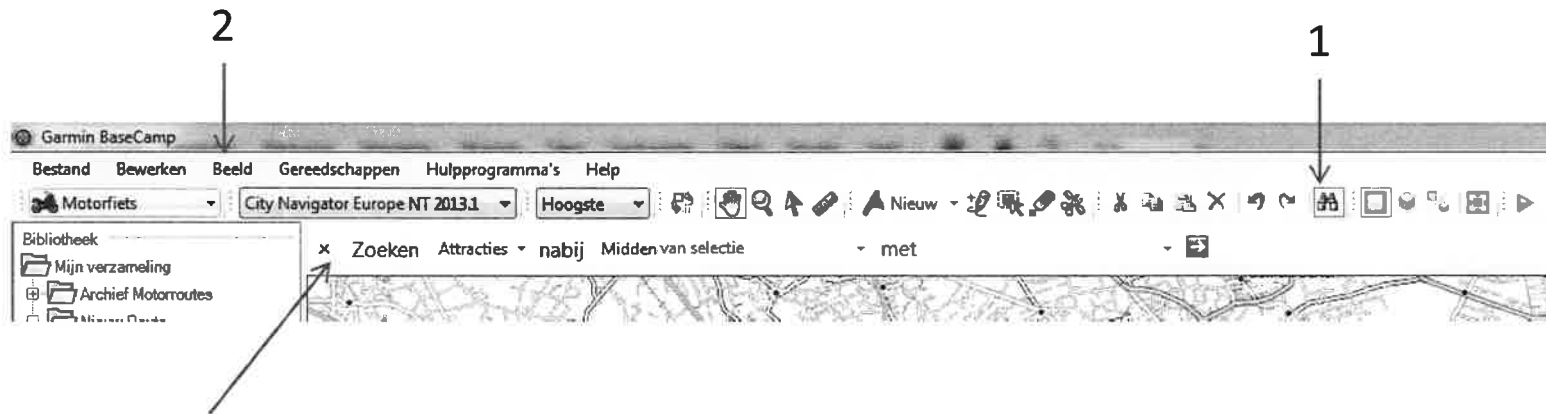 2
1
Garmin BaseCamp
Bestand Bewerken Beeld Gereedschappen Hulpprogramma's Help
Motorfiets City Navigator Europe NT 2013.1 Hoogste Nieuw
Bibliotheek
× Zoeken Attracties nabij Midden van selectie met
Mijn verzameling
Archief Motorroutes